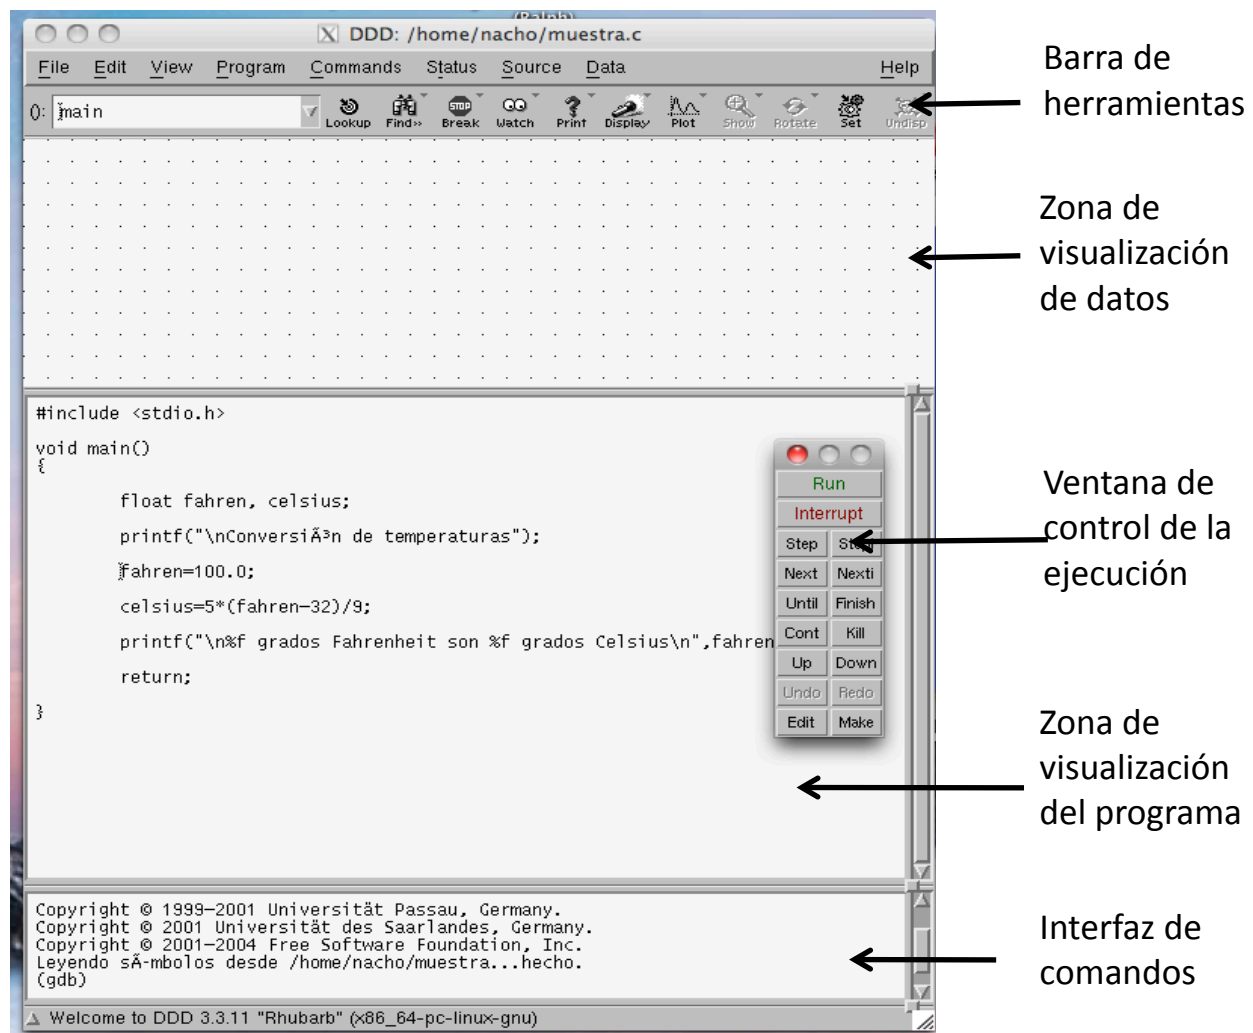 (Ralph)
DDD: /home/nacho/muestra.c
File Edit View Program Commands Status Source Data Help
(): main
Lookup Find» Break Watch Print Display Plot Show Rotate Set Undisp
#include <stdio.h>
void main()
{
float fahren, celsius;
printf("\nConversiÃ³n de temperaturas");
fahren=100.0;
celsius=5*(fahren-32)/9;
printf("\n%f grados Fahrenheit son %f grados Celsius\n",fahren
return;
}
Run
Interrupt
Step
Next Nexti
Until Finish
Cont Kill
Up Down
Undo Redo
Edit Make
Copyright © 1999-2001 Universität Passau, Germany.
Copyright © 2001 Universität des Saarlandes, Germany.
Copyright © 2001-2004 Free Software Foundation, Inc.
Leyendo sÃ-mbolos desde /home/nacho/muestra...hecho.
(gdb)
Welcome to DDD 3.3.11 "Rhubarb" (x86_64-pc-linux-gnu)
Barra de
herramientas
Zona de
visualización
de datos
Ventana de
control de la
ejecución
Zona de
visualización
del programa
Interfaz de
comandos